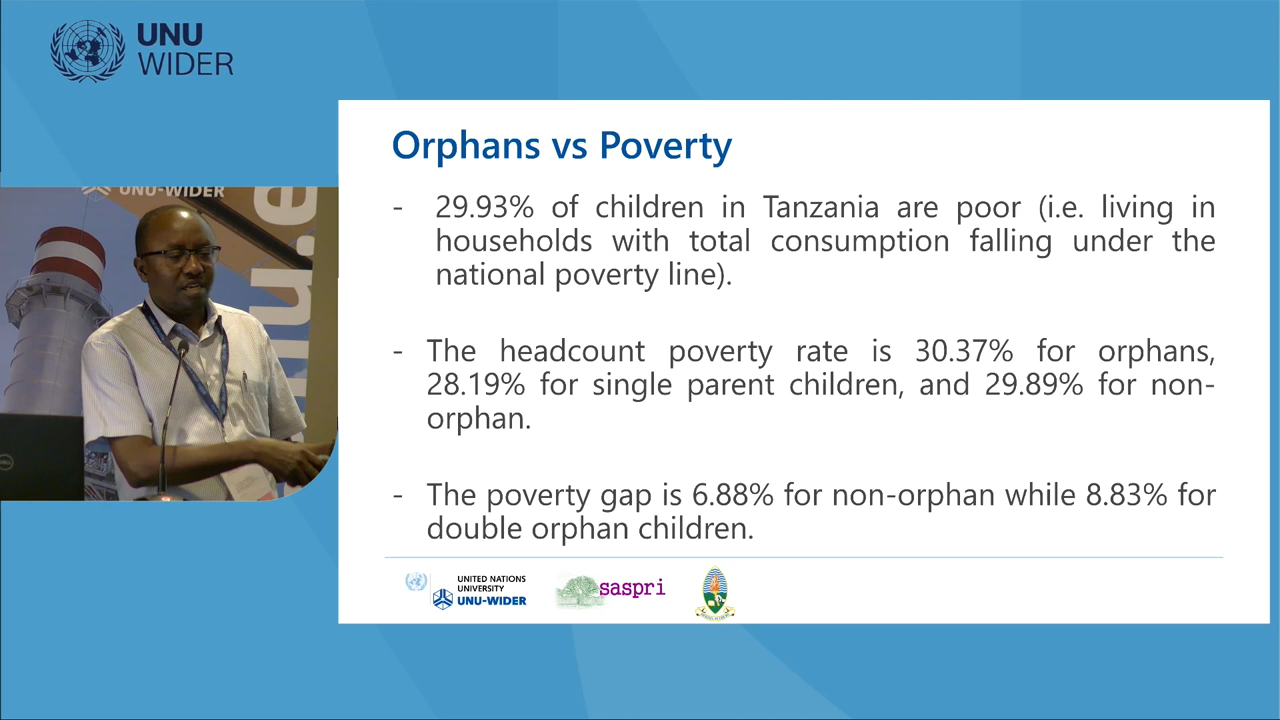 UNU
WIDER
UNU-WIDER
Orphans vs Poverty
- 29.93% of children in Tanzania are poor (i.e. living in
households with total consumption falling under the
national poverty line).
- The headcount poverty rate is 30.37% for orphans,
28.19% for single parent children, and 29.89% for non-
orphan.
- The poverty gap is 6.88% for non-orphan while 8.83% for
double orphan children.
UNITED NATIONS
UNIVERSITY
UNU-WIDER
saspri